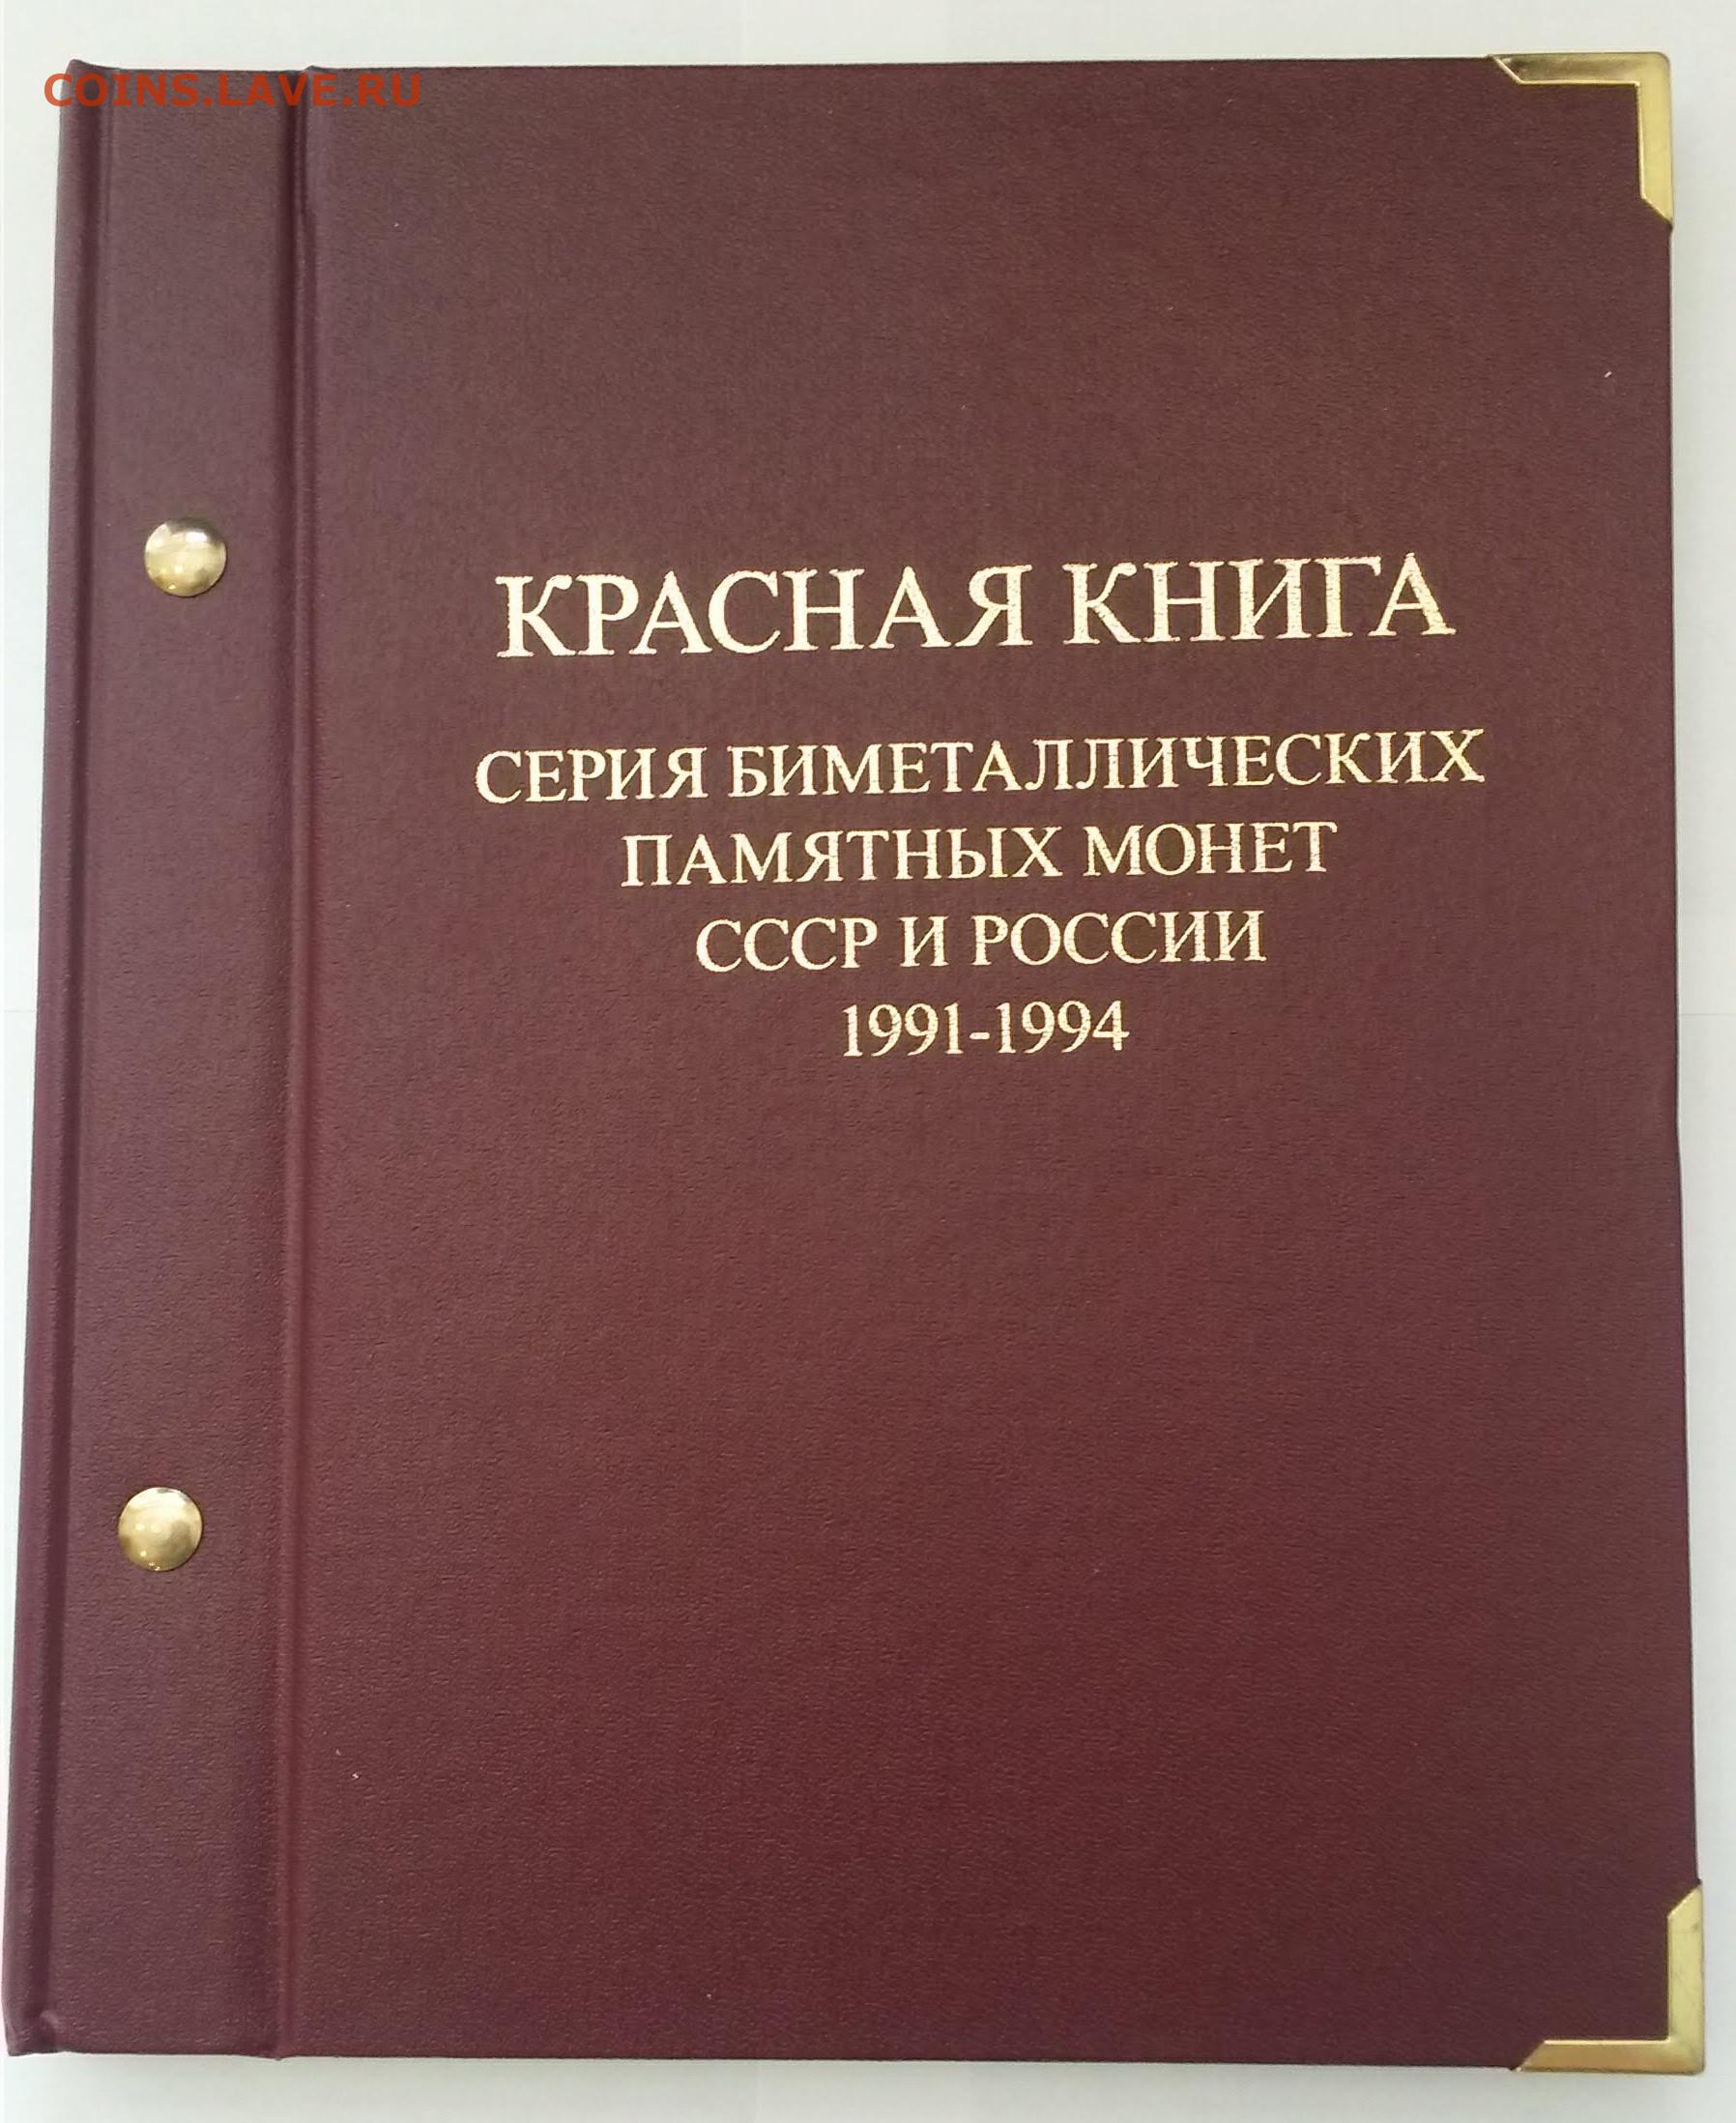 COINS.LAVE.RU
КРАСНАЯ КНИГА
СЕРИЯ БИМЕТАЛЛИЧЕСКИХ
ПАМЯТНЫХ МОНЕТ
СССР И РОССИИ
1991-1994